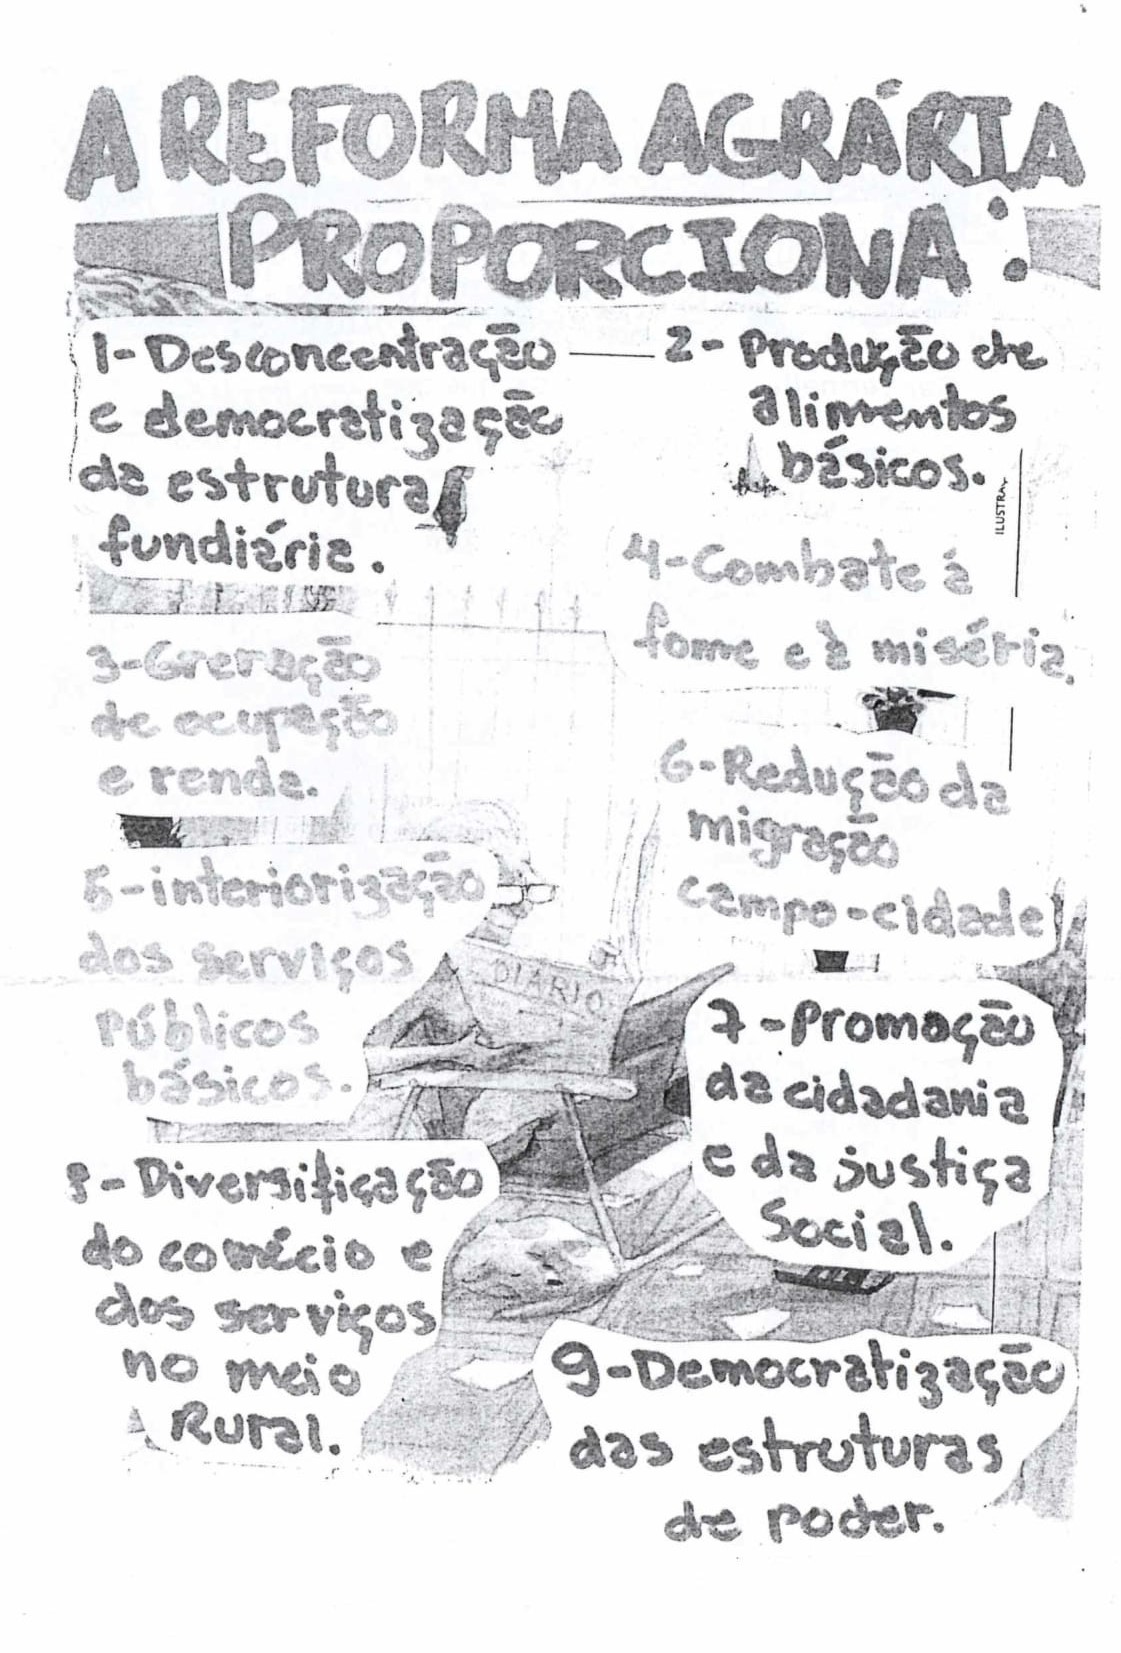 A REFORMA AGRÁRIA
PROPORCIONA:
1- Desconcentração
e democratização
da estrutura
fundiária.
2- Produção de
alimentos
básicos.
ILUSTRA
3- Geração
de ocupação
e renda.
4- Combate á
fome e à miséria.
5- interiorização
dos serviços
Públicos
básicos.
6- Redução da
migração
campo-cidade
DIÁRIO
7- Promoção
da cidadania
e da justiça
Social.
8- Diversificação
do comécio e
dos serviços
no meio
Rural.
9- Democratização
das estruturas
de poder.